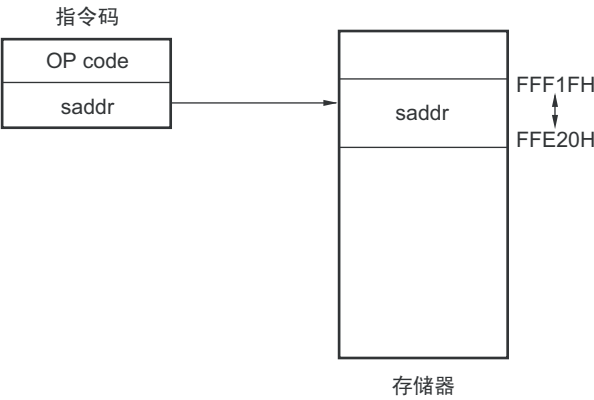 指令码
OP code
saddr
saddr
FFF1FH
FFE20H
存储器